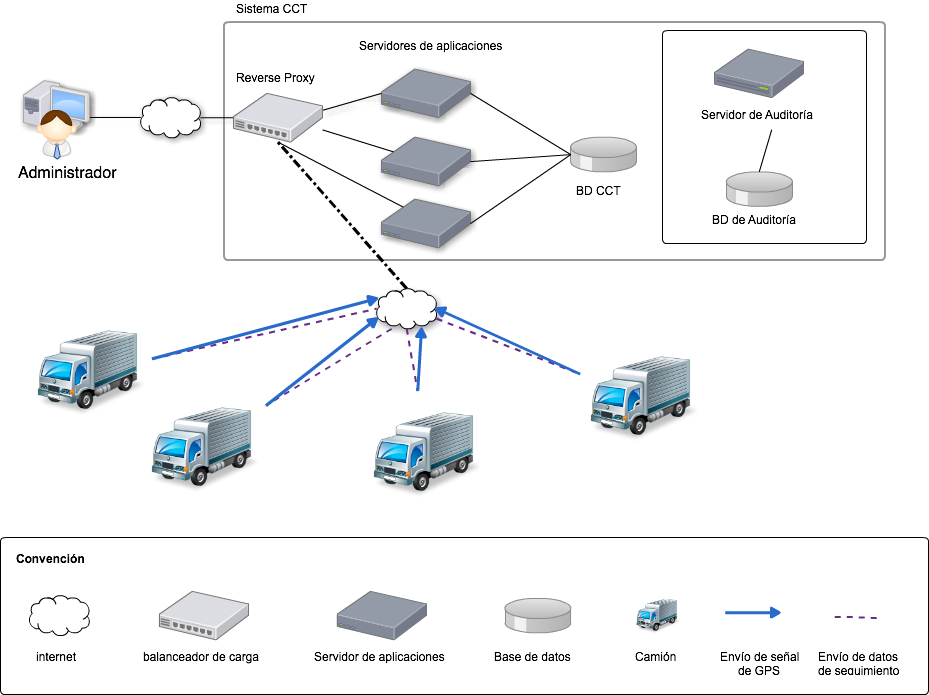 Sistema CCT
Servidores de aplicaciones
Reverse Proxy
Servidor de Auditoría
Administrador
BD CCT
BD de Auditoría
Convención
internet
balanceador de carga
Servidor de aplicaciones
Base de datos
Camión
Envío de señal
de GPS
Envío de datos
de seguimiento